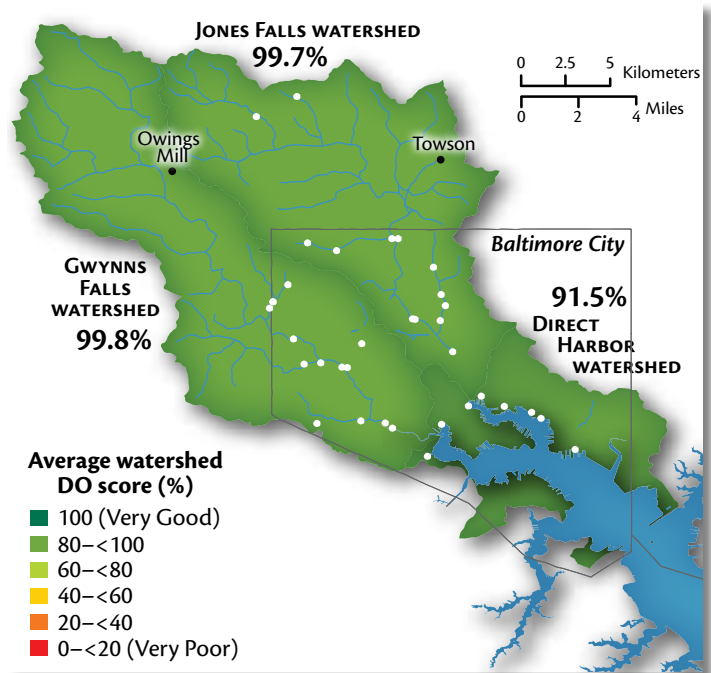 Jones Falls watershed
99.7%
0 2.5 5 Kilometers
0 2 4 Miles
Owings
Mill
Towson
Baltimore City
Gwynns
Falls
watershed
99.8%
91.5%
Direct
Harbor
watershed
Average watershed
DO score (%)
100 (Very Good)
80–<100
60–<80
40–<60
20–<40
0–<20 (Very Poor)